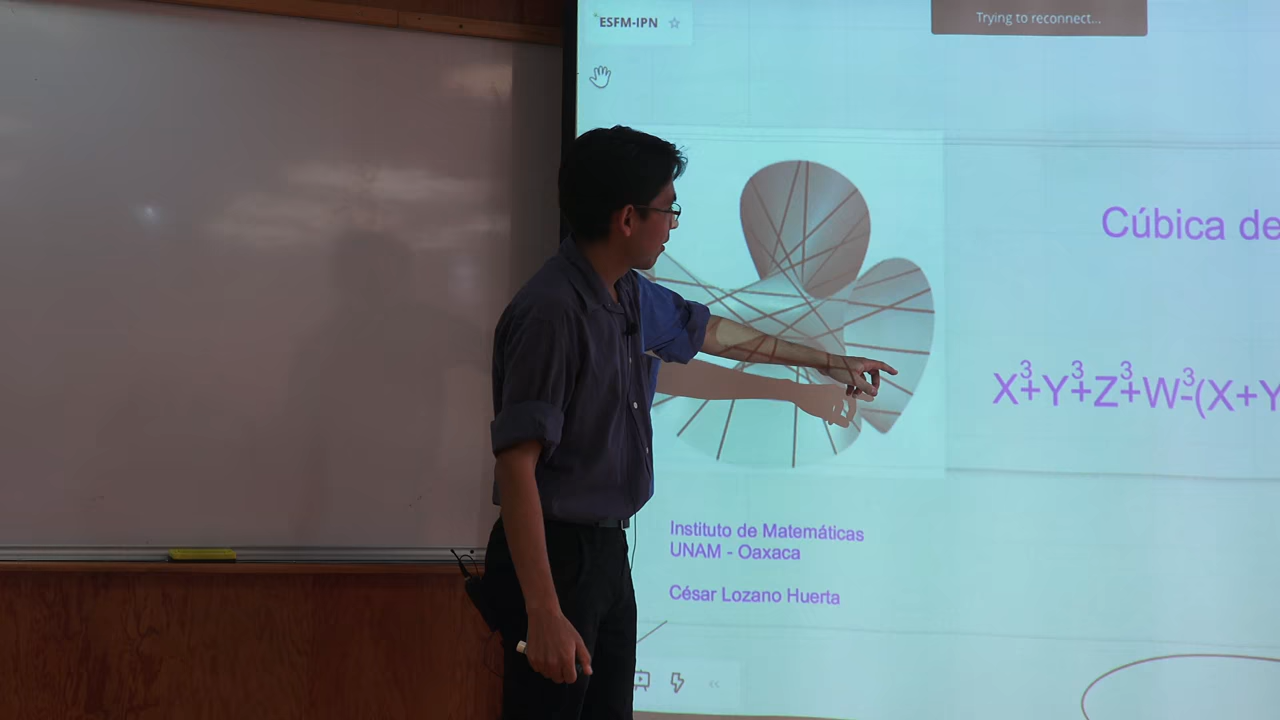 ESFM-IPN
Trying to reconnect...
Cúbica de
X³+Y³+Z³+W³-(X+Y
Instituto de Matemáticas
UNAM - Oaxaca
César Lozano Huerta